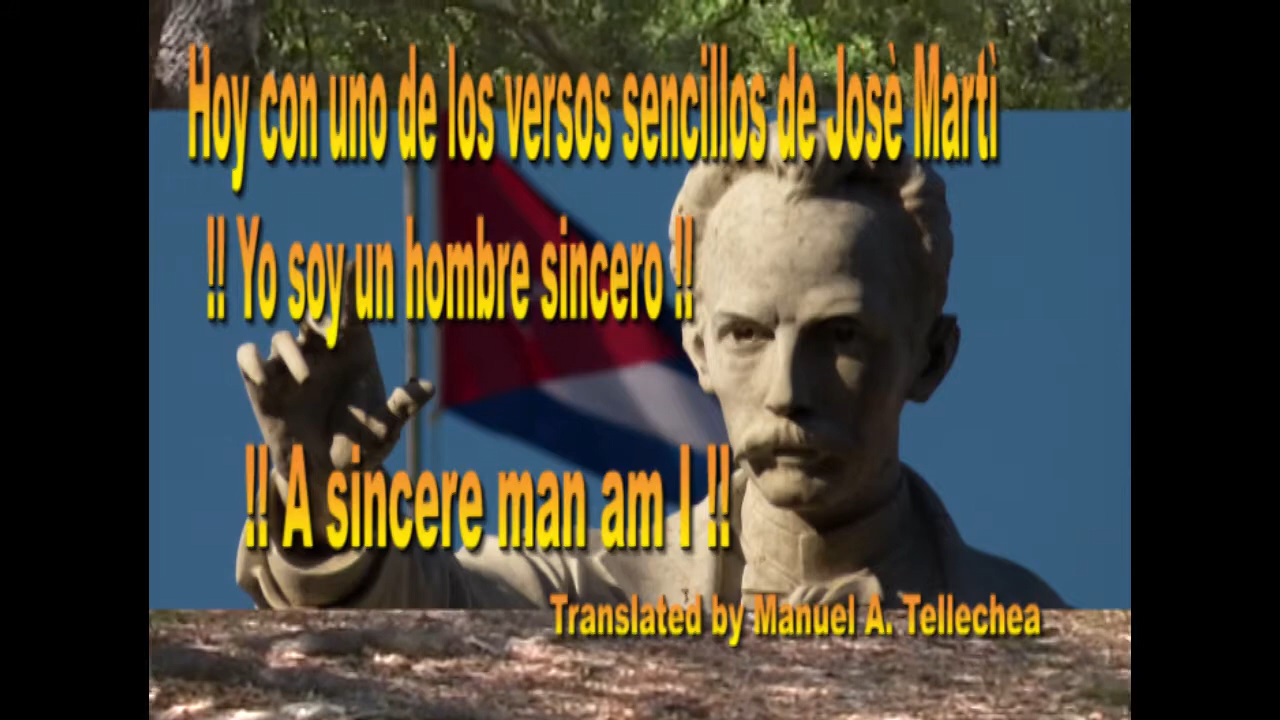 Hoy con uno de los versos sencillos de Josè Martì
!! Yo soy un hombre sincero !!
!! A sincere man am I !!
Translated by Manuel A. Tellechea